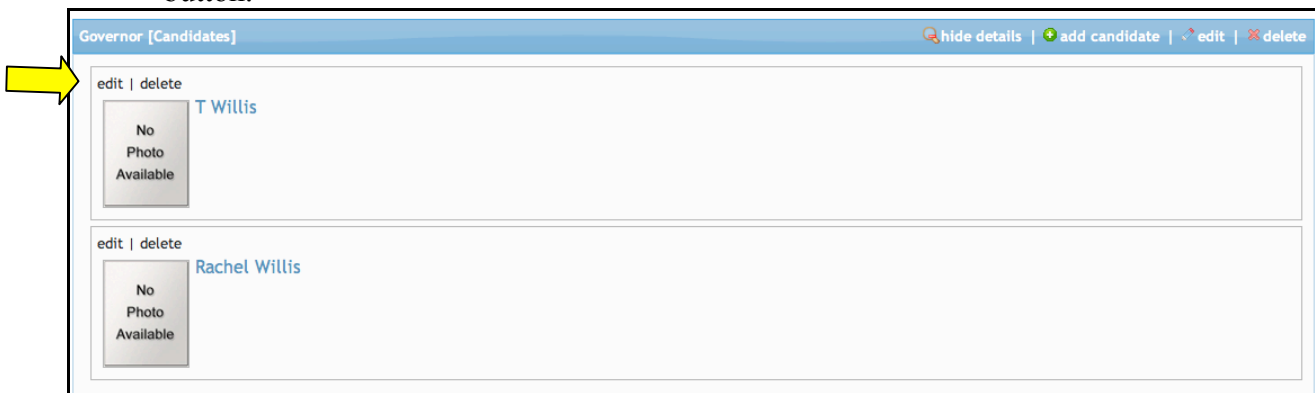 button.
Governor [Candidates] hide details | add candidate | edit | delete
edit | delete
T Willis
No
Photo
Available
edit | delete
Rachel Willis
No
Photo
Available